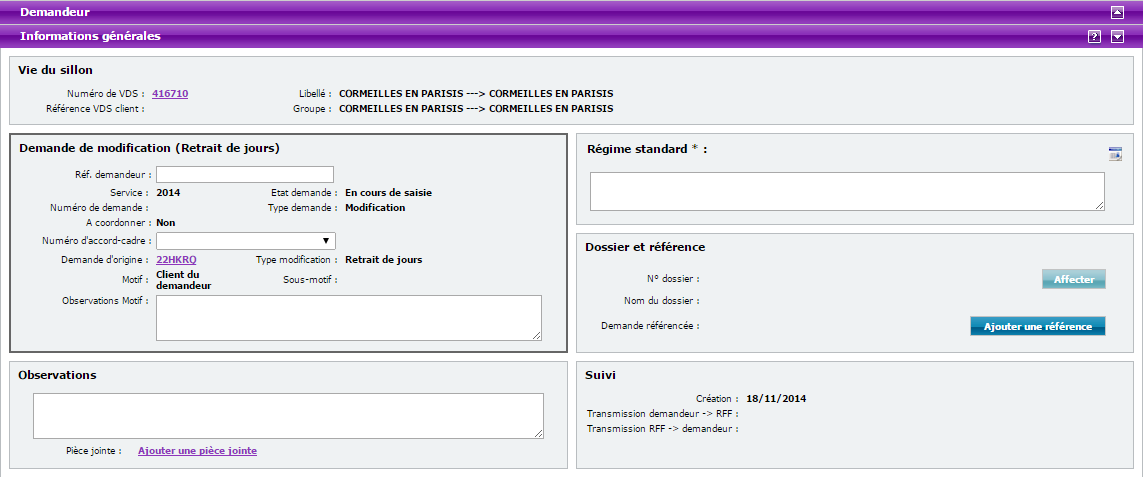 Demandeur
Informations générales
?
Vie du sillon
Numéro de VDS : 416710
Libellé : CORMEILLES EN PARISIS ---> CORMEILLES EN PARISIS
Référence VDS client :
Groupe : CORMEILLES EN PARISIS ---> CORMEILLES EN PARISIS
Demande de modification (Retrait de jours)
Réf. demandeur :
Service : 2014
Etat demande : En cours de saisie
Numéro de demande :
Type demande : Modification
A coordonner : Non
Numéro d'accord-cadre :
Demande d'origine : 22HKRQ
Type modification : Retrait de jours
Motif : Client du
demandeur
Sous-motif :
Observations Motif :
Régime standard * :
Dossier et référence
N° dossier :
Affecter
Nom du dossier :
Demande référencée :
Ajouter une référence
Observations
Pièce jointe : Ajouter une pièce jointe
Suivi
Création : 18/11/2014
Transmission demandeur -> RFF :
Transmission RFF -> demandeur :